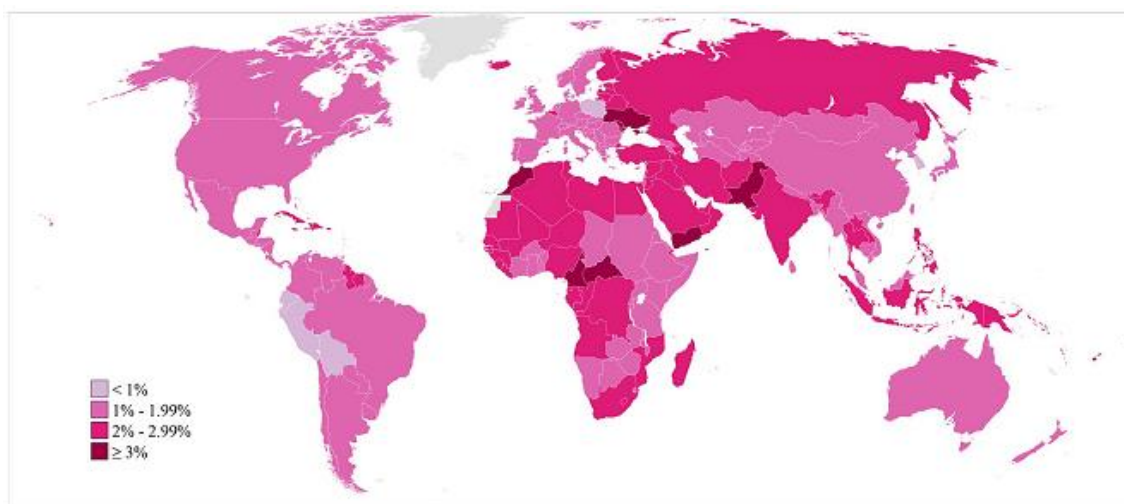 < 1%
1% - 1.99%
2% - 2.99%
≥ 3%